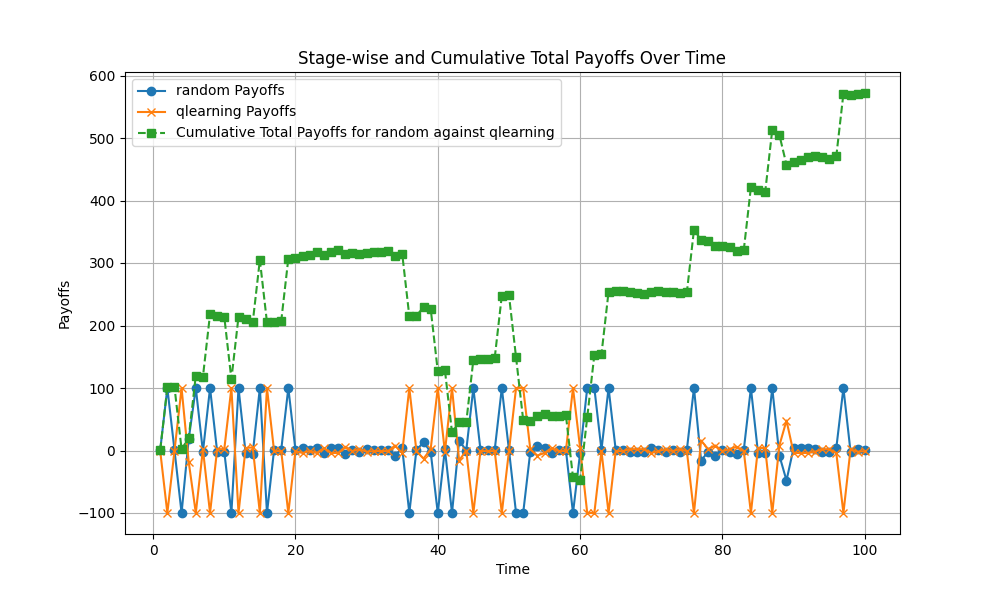 Stage-wise and Cumulative Total Payoffs Over Time
random Payoffs
qlearning Payoffs
Cumulative Total Payoffs for random against qlearning
Payoffs
600
500
400
300
200
100
0
−100
0 20 40 60 80 100
Time